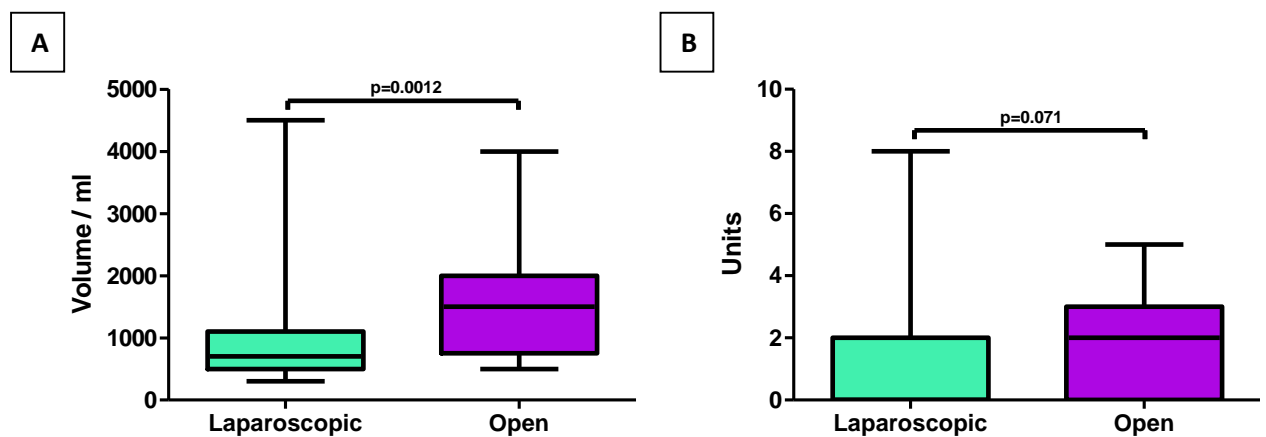 A
B
p=0.0012
p=0.071
Volume / ml
5000
4000
3000
2000
1000
0
Laparoscopic
Open
Units
10
8
6
4
2
0
Laparoscopic
Open